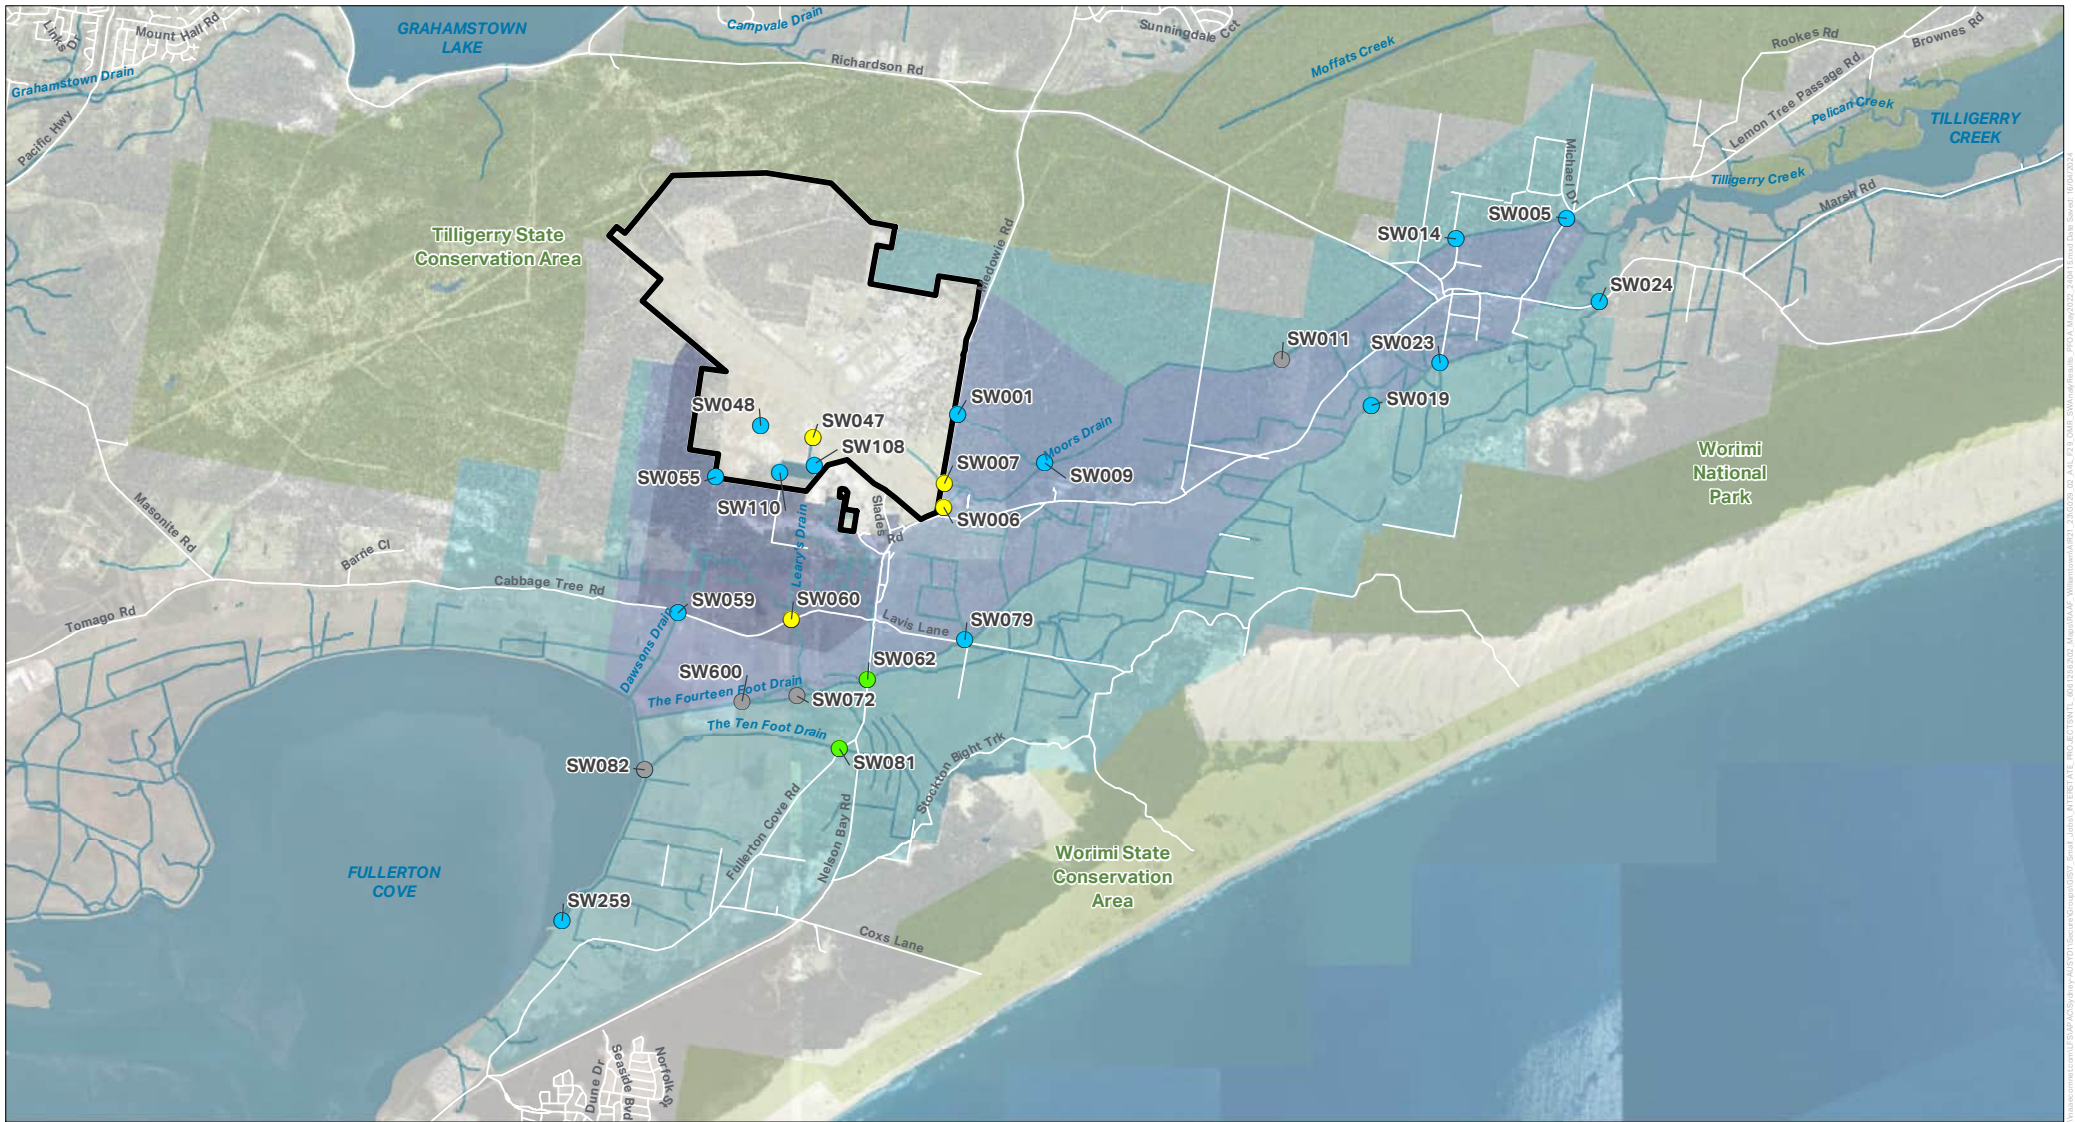 GRAHAMSTOWN
LAKE
Campvale Drain
Sunningdale Cct
Mount Hall Rd
Links Dr
Grahamstown Drain
Pacific Hwy
Richardson Rd
Moffats Creek
Rookes Rd
Brownes Rd
Lemon Tree Passage Rd
Pelican Creek
TILLIGERRY
CREEK
Michael Dr
Tilligerry Creek
Marsh Rd
Tilligerry State
Conservation Area
Medowie Rd
SW005
SW014
SW024
SW011
SW023
SW019
SW001
SW048
SW047
SW108
SW055
SW110
SW007
SW006
SW009
Moors Drain
Worimi
National
Park
Slades
Rd
Leary's Drain
Masonite Rd
Barrie Cl
Cabbage Tree Rd
Tomago Rd
SW059
SW060
Lavis Lane
SW079
Dawsons Drain
SW062
SW600
The Fourteen Foot Drain
SW072
The Ten Foot Drain
SW081
SW082
Stockton Bight Trk
Fullerton Cove Rd
Nelson Bay Rd
FULLERTON
COVE
SW259
Worimi State
Conservation
Area
Coxs Lane
Dune Dr
Seaside Bvd
Norfolk St